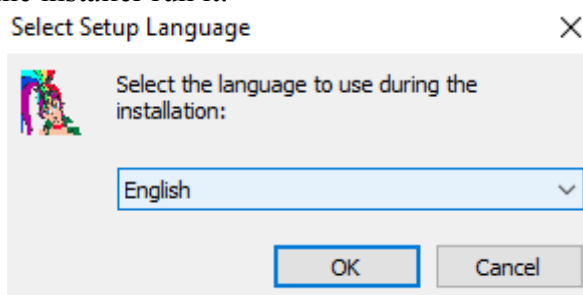 Select Setup Language
Select the language to use during the
installation:
English
OK
Cancel